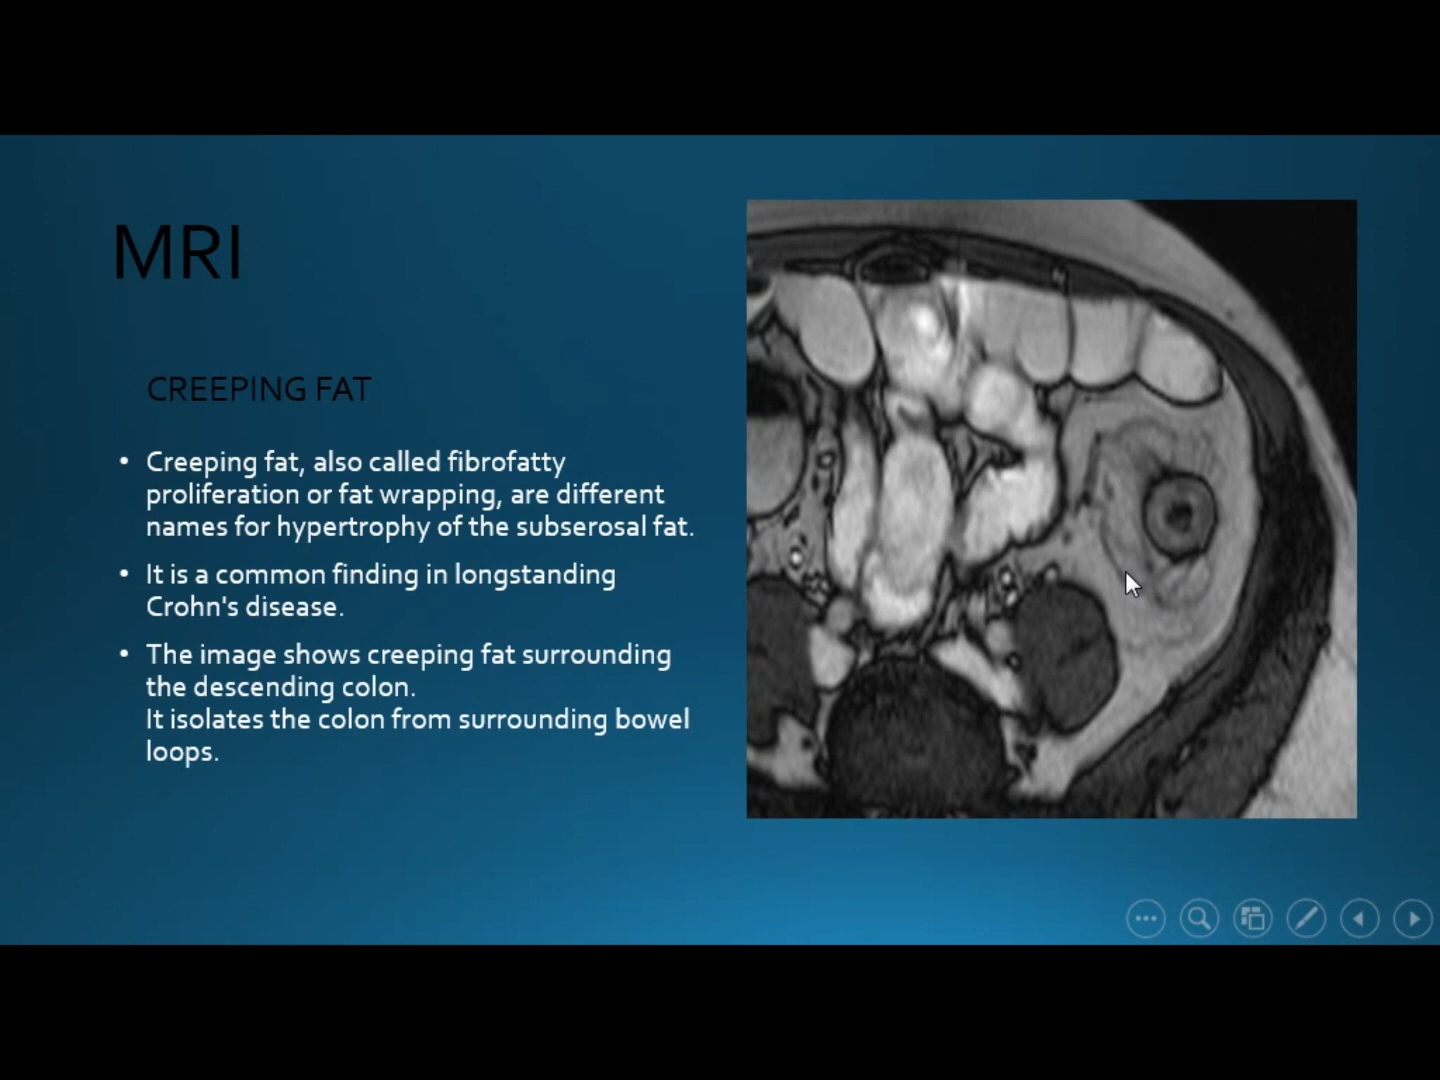 MRI
CREEPING FAT
• Creeping fat, also called fibrofatty
proliferation or fat wrapping, are different
names for hypertrophy of the subserosal fat.
• It is a common finding in longstanding
Crohn's disease.
• The image shows creeping fat surrounding
the descending colon.
It isolates the colon from surrounding bowel
loops.